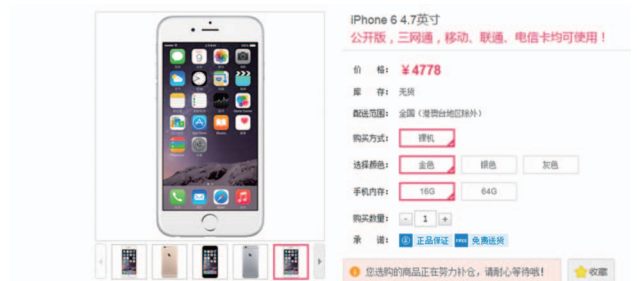 iPhone 6 4.7英寸
公开版，三网通，移动、联通、电信卡均可使用！
价 格： ￥4778
库 存： 无货
配送范围： 全国（港澳台地区除外）
购买方式： 裸机
选择颜色： 金色 银色 灰色
手机内存： 16G 64G
购买数量： - 1 +
承 诺： 正品保证 FREE 免费送货
您选购的商品正在努力补仓，请耐心等待哦！ 收藏